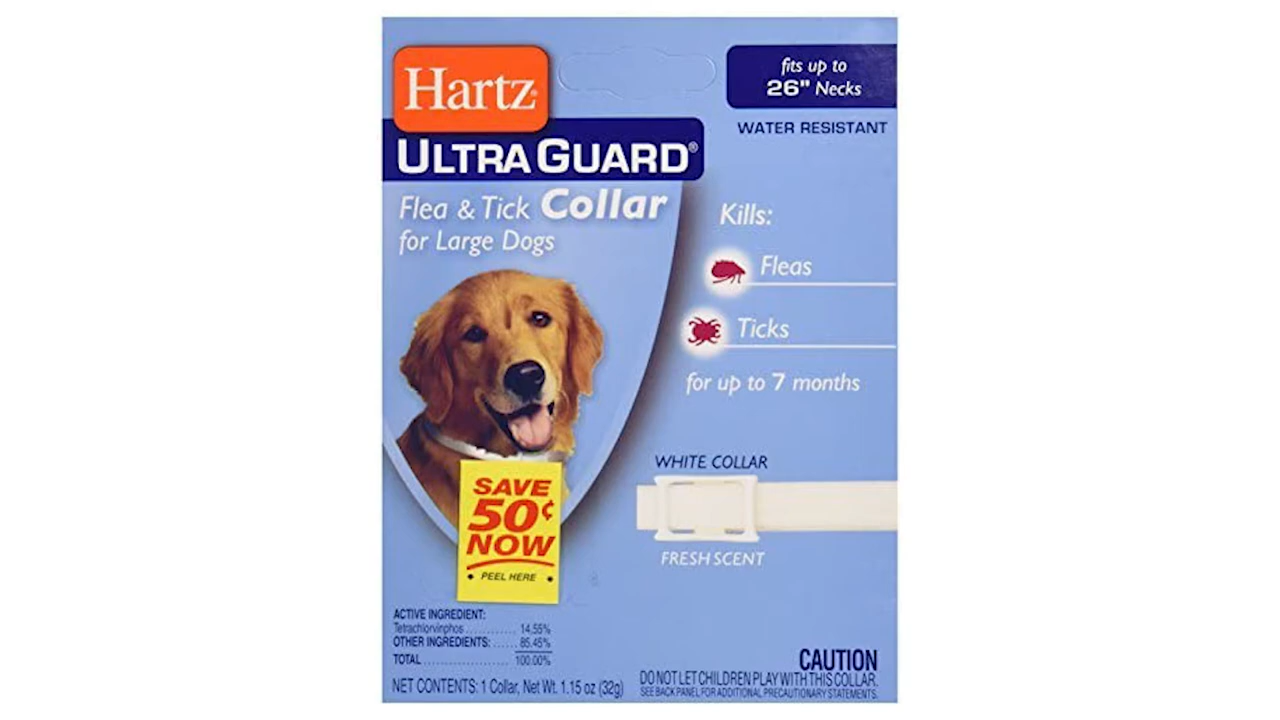 Hartz®
ULTRA GUARD®
Flea & Tick Collar
for Large Dogs
fits up to
26" Necks
WATER RESISTANT
Kills:
Fleas
Ticks
for up to 7 months
WHITE COLLAR
FRESH SCENT
SAVE
50¢
NOW
• PEEL HERE •
ACTIVE INGREDIENT:
Tetrachlorvinphos ............ 14.55%
OTHER INGREDIENTS: ...... 85.45%
TOTAL ..................... 100.00%
NET CONTENTS: 1 Collar, Net Wt. 1.15 oz (32g)
CAUTION
DO NOT LET CHILDREN PLAY WITH THIS COLLAR.
SEE BACK PANEL FOR ADDITIONAL PRECAUTIONARY STATEMENTS.